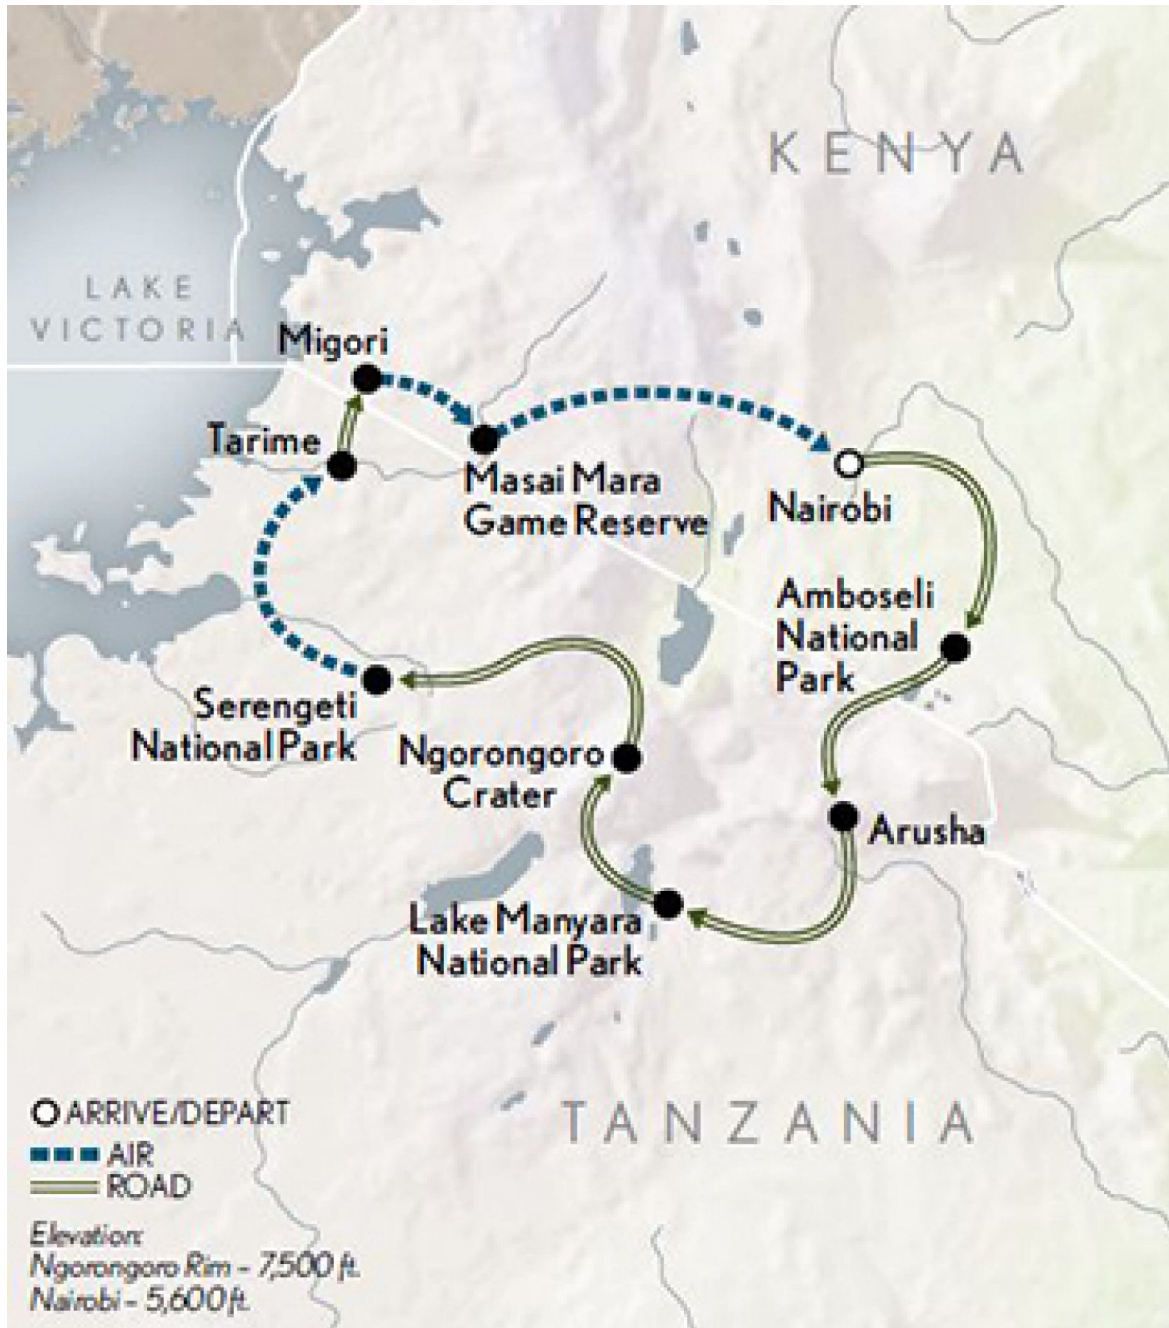 KENYA
LAKE
VICTORIA
Migori
Tarime
Masai Mara
Game Reserve
Nairobi
Amboseli
National
Park
Serengeti
National Park
Ngorongoro
Crater
Arusha
Lake Manyara
National Park
TANZANIA
ARRIVE/DEPART
AIR
ROAD
Elevation:
Ngorongoro Rim – 7,500 ft.
Nairobi – 5,600 ft.